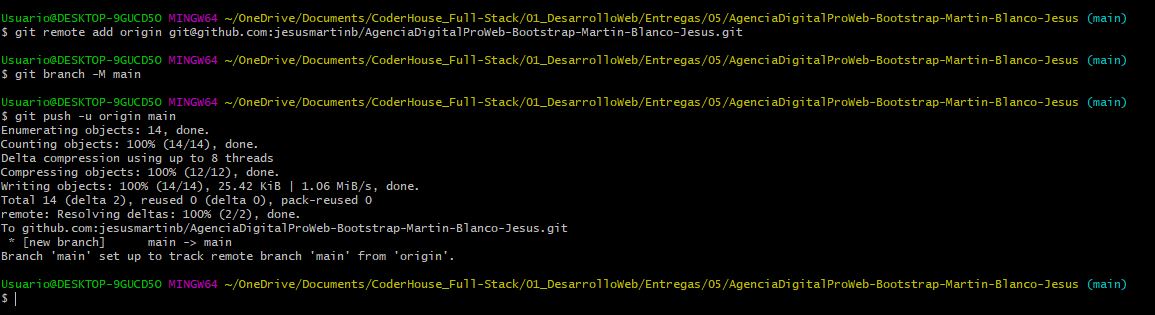 Usuario@DESKTOP-9GUCD5O MINGW64 ~/OneDrive/Documents/CoderHouse_Full-Stack/01_DesarrolloWeb/Entregas/05/AgenciaDigitalProWeb-Bootstrap-Martin-Blanco-Jesus (main)
$ git remote add origin git@github.com:jesusmartinb/AgenciaDigitalProWeb-Bootstrap-Martin-Blanco-Jesus.git
Usuario@DESKTOP-9GUCD5O MINGW64 ~/OneDrive/Documents/CoderHouse_Full-Stack/01_DesarrolloWeb/Entregas/05/AgenciaDigitalProWeb-Bootstrap-Martin-Blanco-Jesus (main)
$ git branch -M main
Usuario@DESKTOP-9GUCD5O MINGW64 ~/OneDrive/Documents/CoderHouse_Full-Stack/01_DesarrolloWeb/Entregas/05/AgenciaDigitalProWeb-Bootstrap-Martin-Blanco-Jesus (main)
$ git push -u origin main
Enumerating objects: 14, done.
Counting objects: 100% (14/14), done.
Delta compression using up to 8 threads
Compressing objects: 100% (12/12), done.
Writing objects: 100% (14/14), 25.42 KiB | 1.06 MiB/s, done.
Total 14 (delta 2), reused 0 (delta 0), pack-reused 0
remote: Resolving deltas: 100% (2/2), done.
To github.com:jesusmartinb/AgenciaDigitalProWeb-Bootstrap-Martin-Blanco-Jesus.git
 * [new branch]      main -> main
Branch 'main' set up to track remote branch 'main' from 'origin'.
Usuario@DESKTOP-9GUCD5O MINGW64 ~/OneDrive/Documents/CoderHouse_Full-Stack/01_DesarrolloWeb/Entregas/05/AgenciaDigitalProWeb-Bootstrap-Martin-Blanco-Jesus (main)
$